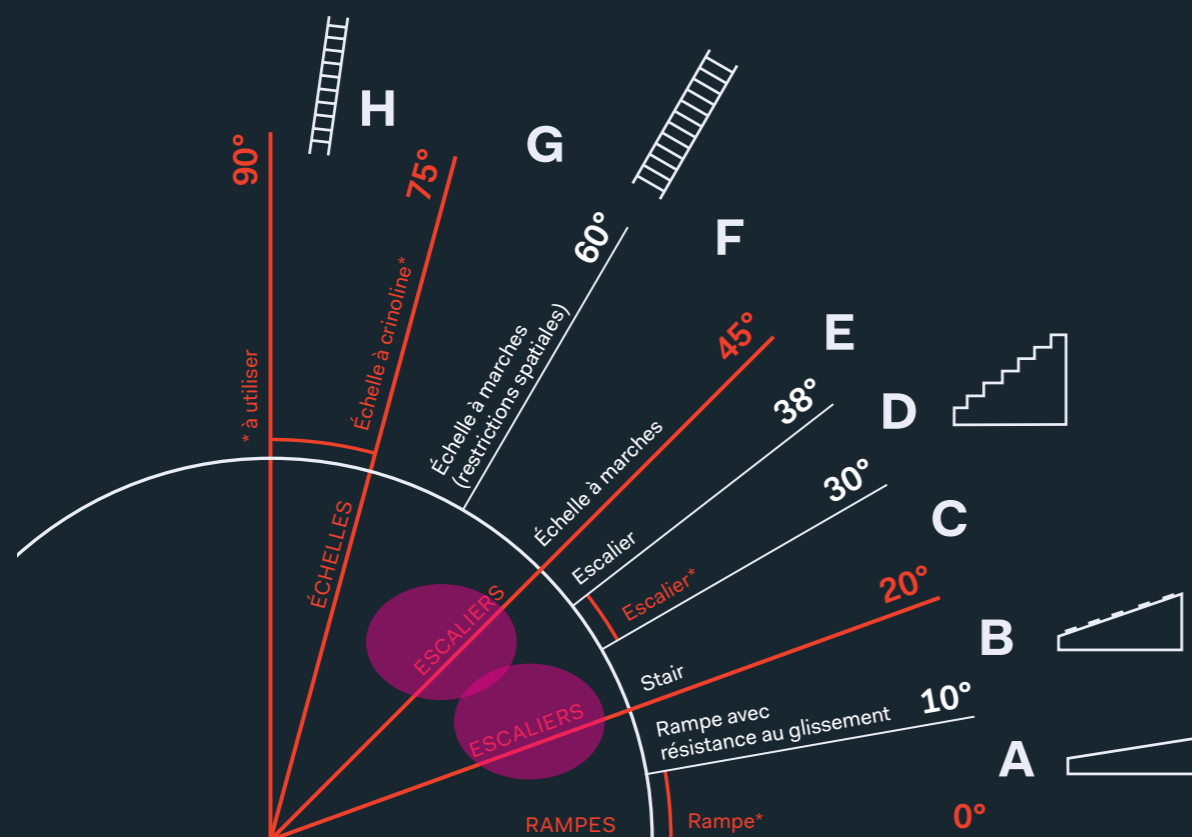 H
G
90°
75°
F
60°
E
45°
* à utiliser
Échelle à crinoline*
Échelle à marches
(restrictions spatiales)
38°
D
Échelle à marches
30°
C
Escalier
Escalier*
ÉCHELLES
20°
ESCALIERS
B
Stair
10°
Rampe avec
résistance au glissement
ESCALIERS
A
RAMPES
Rampe*
0°